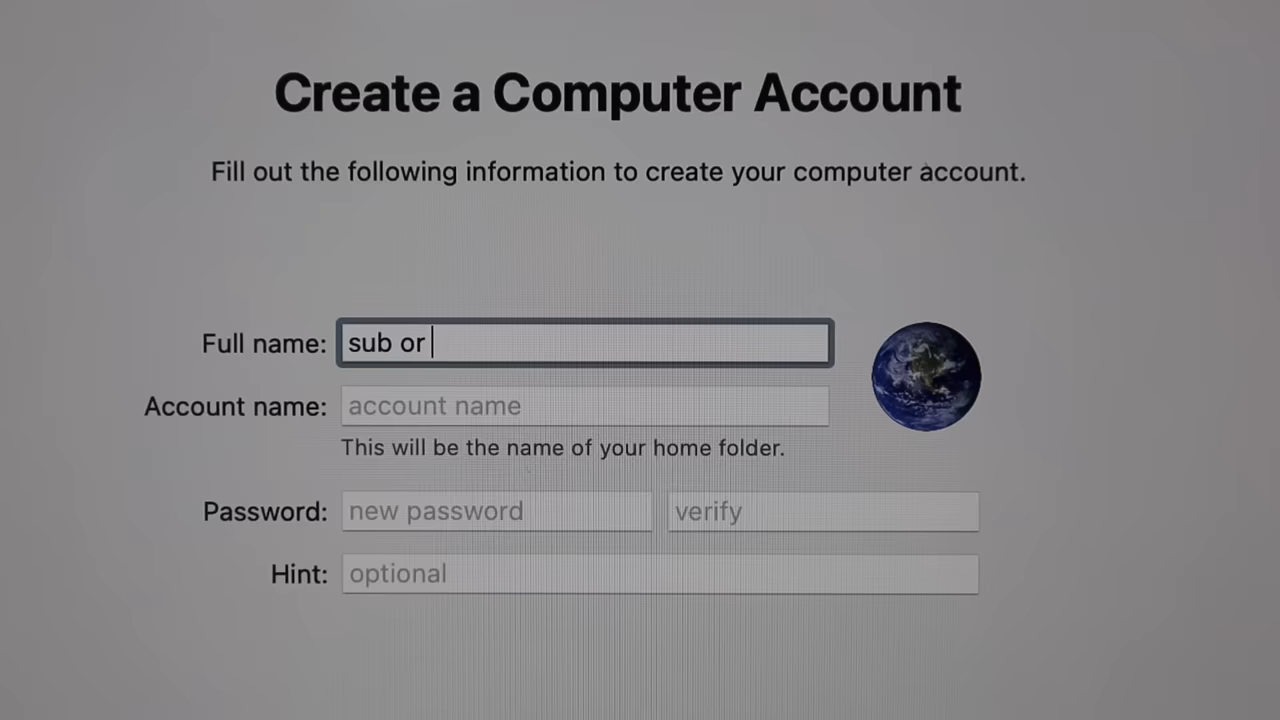 Create a Computer Account
Fill out the following information to create your computer account.
Full name: sub or
Account name: account name
This will be the name of your home folder.
Password: new password verify
Hint: optional